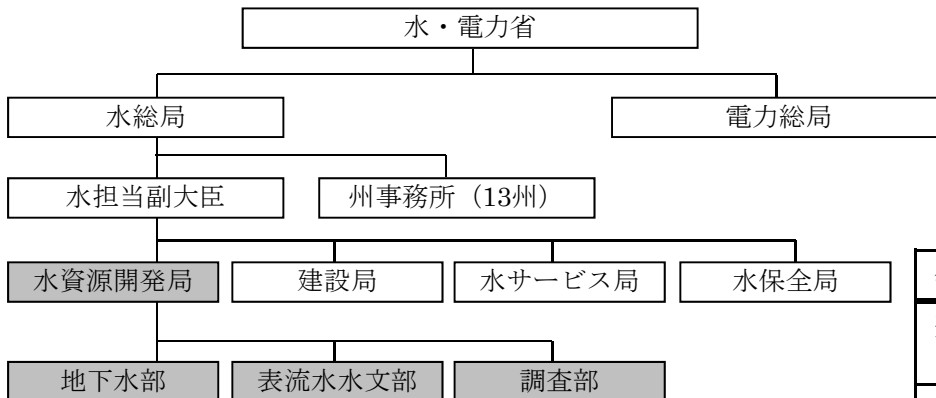 水・電力省
水総局
電力総局
水担当副大臣
州事務所（13州）
水資源開発局
建設局
水サービス局
水保全局
地下水部
表流水水文部
調査部